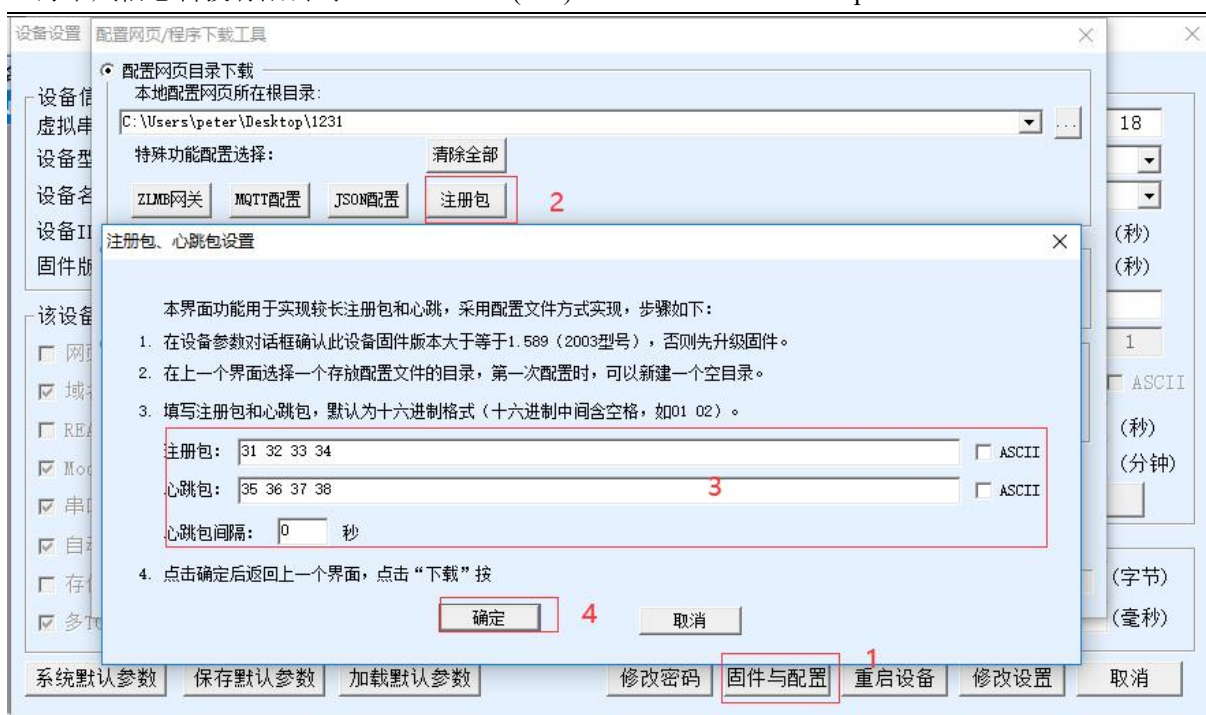 设备设置 配置网页/程序下载工具
配置网页目录下载
本地配置网页所在根目录:
C:\Users\peter\Desktop\1231
...
特殊功能配置选择:
清除全部
ZLMB网关 MQTT配置 JSON配置 注册包 2
设备信
虚拟串
18
设备型
设备名
设备II
(秒)
固件版
(秒)
注册包、心跳包设置
本界面功能用于实现较长注册包和心跳，采用配置文件方式实现，步骤如下:
1. 在设备参数对话框确认此设备固件版本大于等于1.589（2003型号），否则先升级固件。
2. 在上一个界面选择一个存放配置文件的目录，第一次配置时，可以新建一个空目录。
3. 填写注册包和心跳包，默认为十六进制格式（十六进制中间含空格，如01 02）。
注册包: 31 32 33 34 ASCII
心跳包: 35 36 37 38 3 ASCII
心跳包间隔: 0 秒
4. 点击确定后返回上一个界面，点击“下载”按
确定 4 取消
该设备
网页
1
域名
ASCII
REA
(秒)
Mod
(分钟)
串口
自动
存储
(字节)
多TC
(毫秒)
1
系统默认参数 保存默认参数 加载默认参数 修改密码 固件与配置 重启设备 修改设置 取消